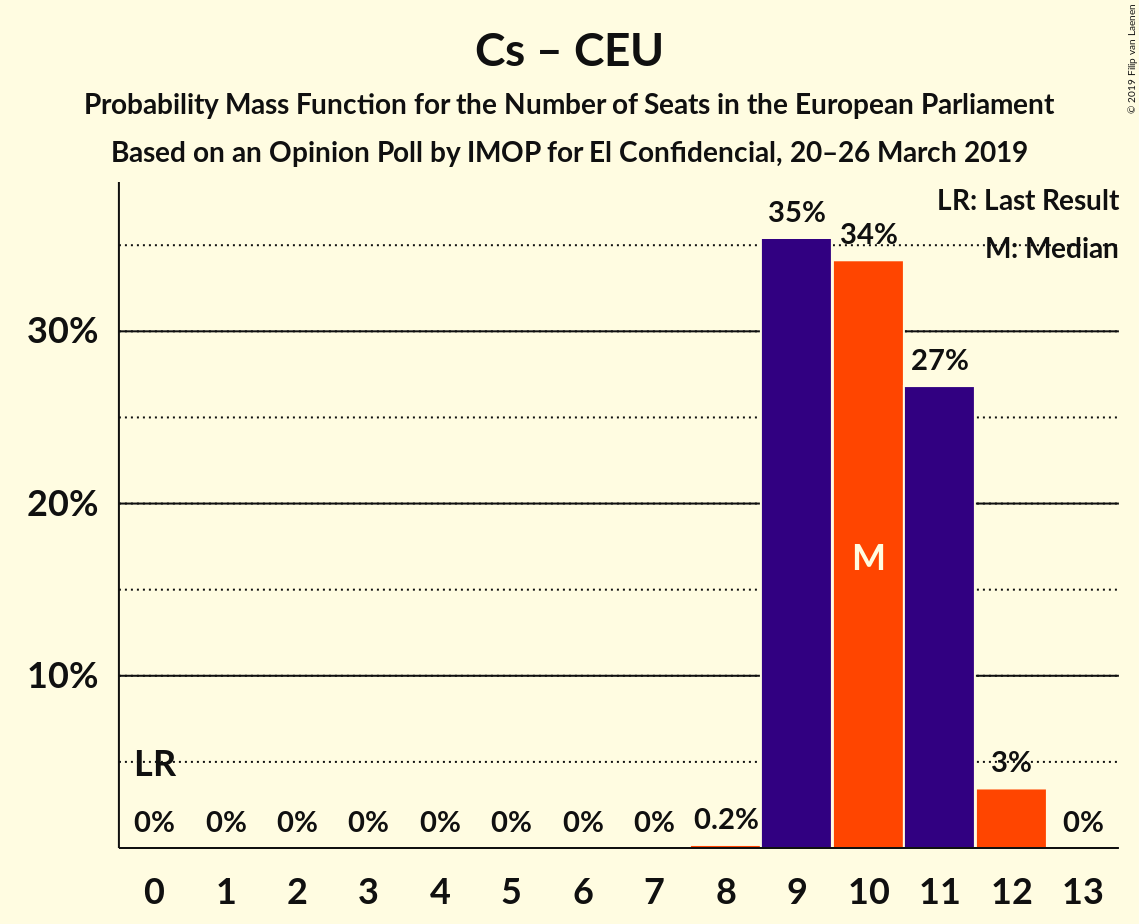 Cs – CEU
Probability Mass Function for the Number of Seats in the European Parliament
Based on an Opinion Poll by IMOP for El Confidencial, 20–26 March 2019
© 2019 Filip van Laenen
LR: Last Result
M: Median
35%
34%
30%
27%
20%
M
10%
LR
3%
0% 0% 0% 0% 0% 0% 0% 0% 0.2% 0%
0 1 2 3 4 5 6 7 8 9 10 11 12 13